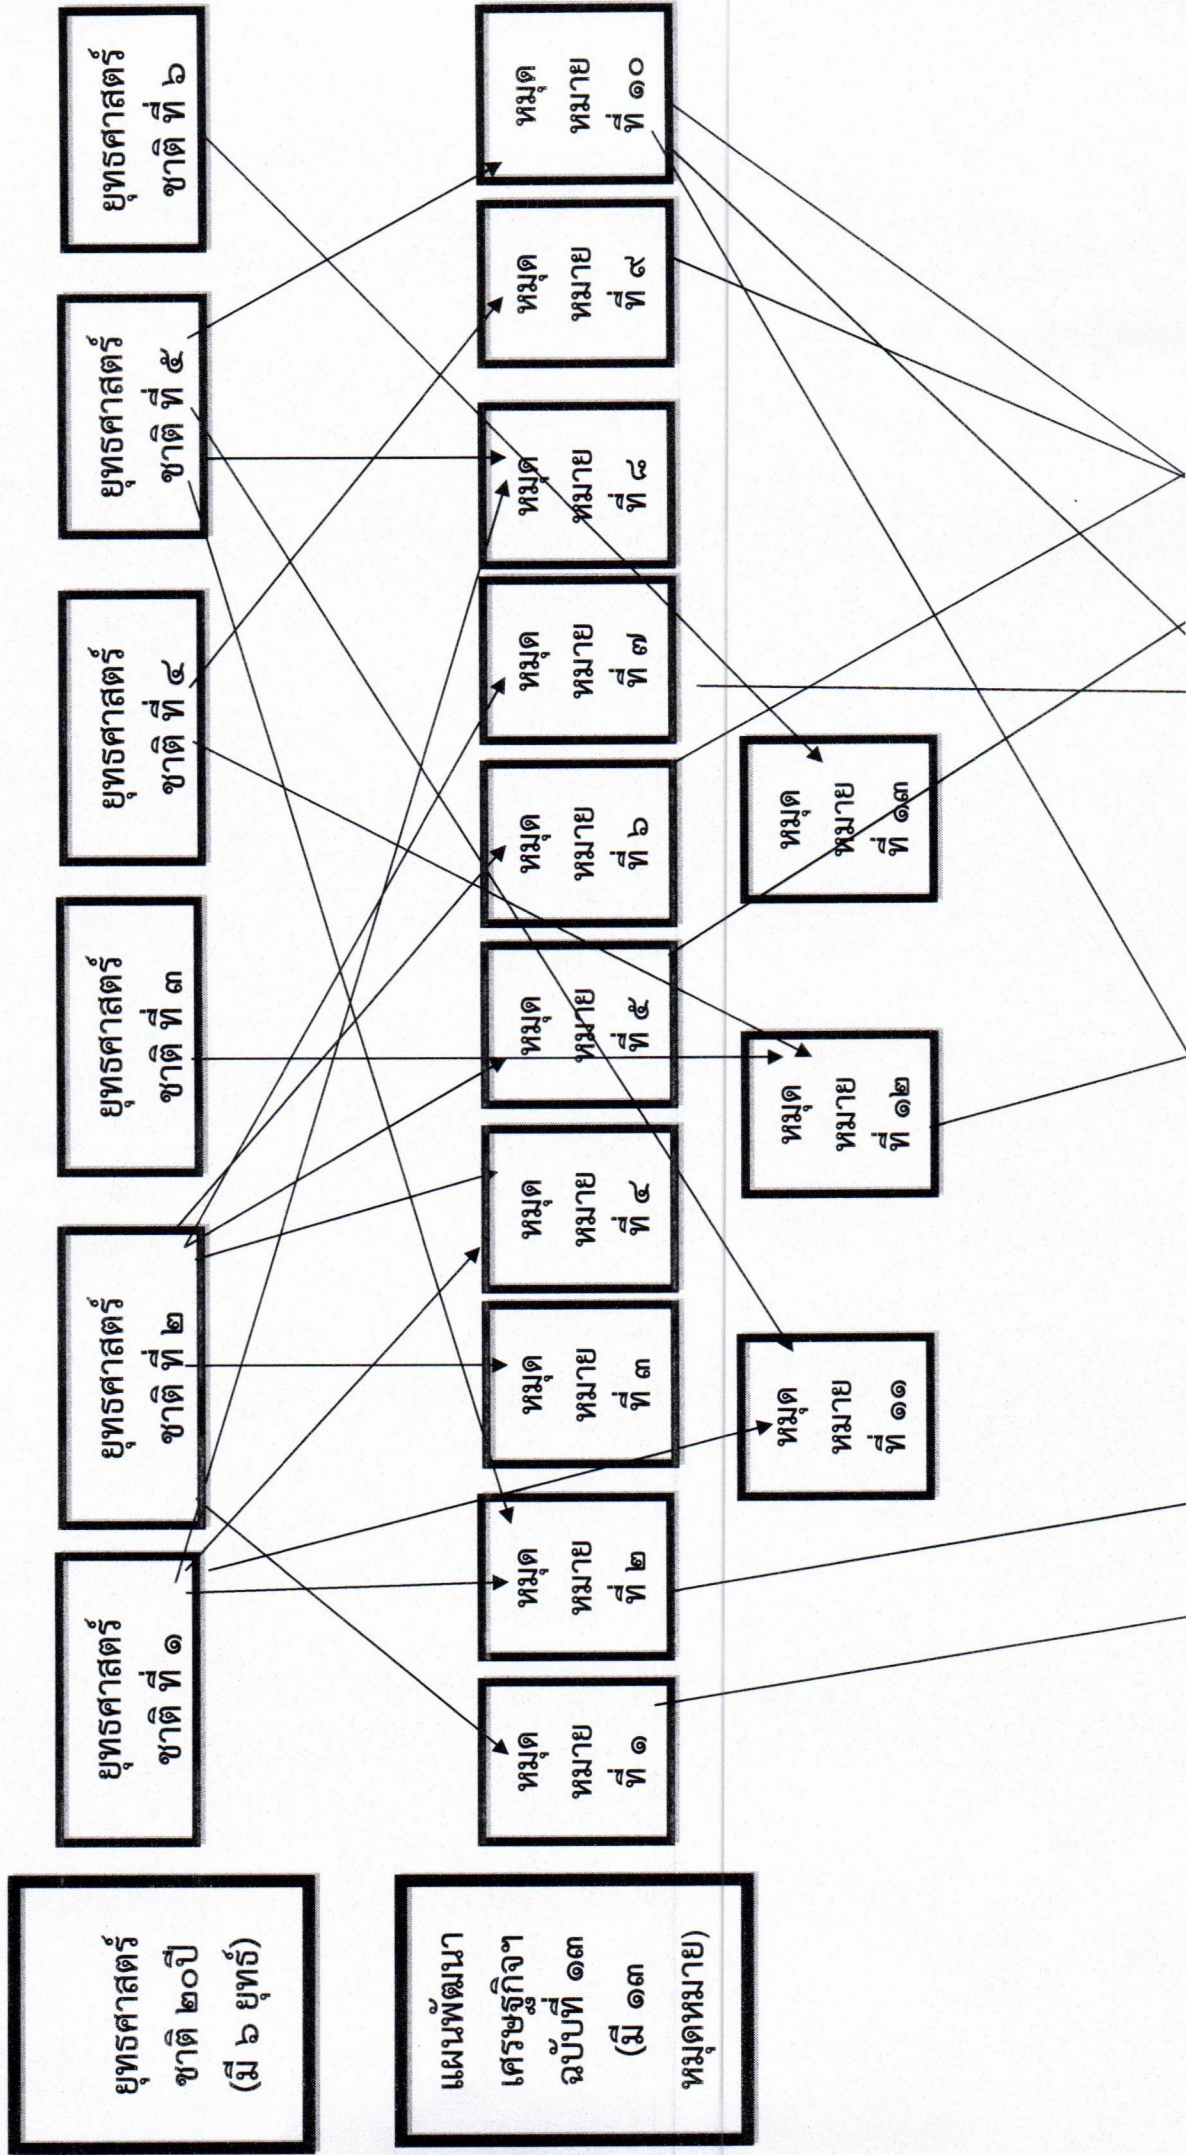 ยุทธศาสตร์
ชาติ ๒๐ปี
(มี ๖ ยุทธ์)
ยุทธศาสตร์
ชาติ ที่ ๑
ยุทธศาสตร์
ชาติ ที่ ๒
ยุทธศาสตร์
ชาติ ที่ ๓
ยุทธศาสตร์
ชาติ ที่ ๔
ยุทธศาสตร์
ชาติ ที่ ๕
ยุทธศาสตร์
ชาติ ที่ ๖
แผนพัฒนา
เศรษฐกิจฯ
ฉบับที่ ๑๓
(มี ๑๓
หมุดหมาย)
หมุด
หมาย
ที่ ๑
หมุด
หมาย
ที่ ๒
หมุด
หมาย
ที่ ๓
หมุด
หมาย
ที่ ๔
หมุด
หมาย
ที่ ๕
หมุด
หมาย
ที่ ๖
หมุด
หมาย
ที่ ๗
หมุด
หมาย
ที่ ๘
หมุด
หมาย
ที่ ๙
หมุด
หมาย
ที่ ๑๐
หมุด
หมาย
ที่ ๑๑
หมุด
หมาย
ที่ ๑๒
หมุด
หมาย
ที่ ๑๓